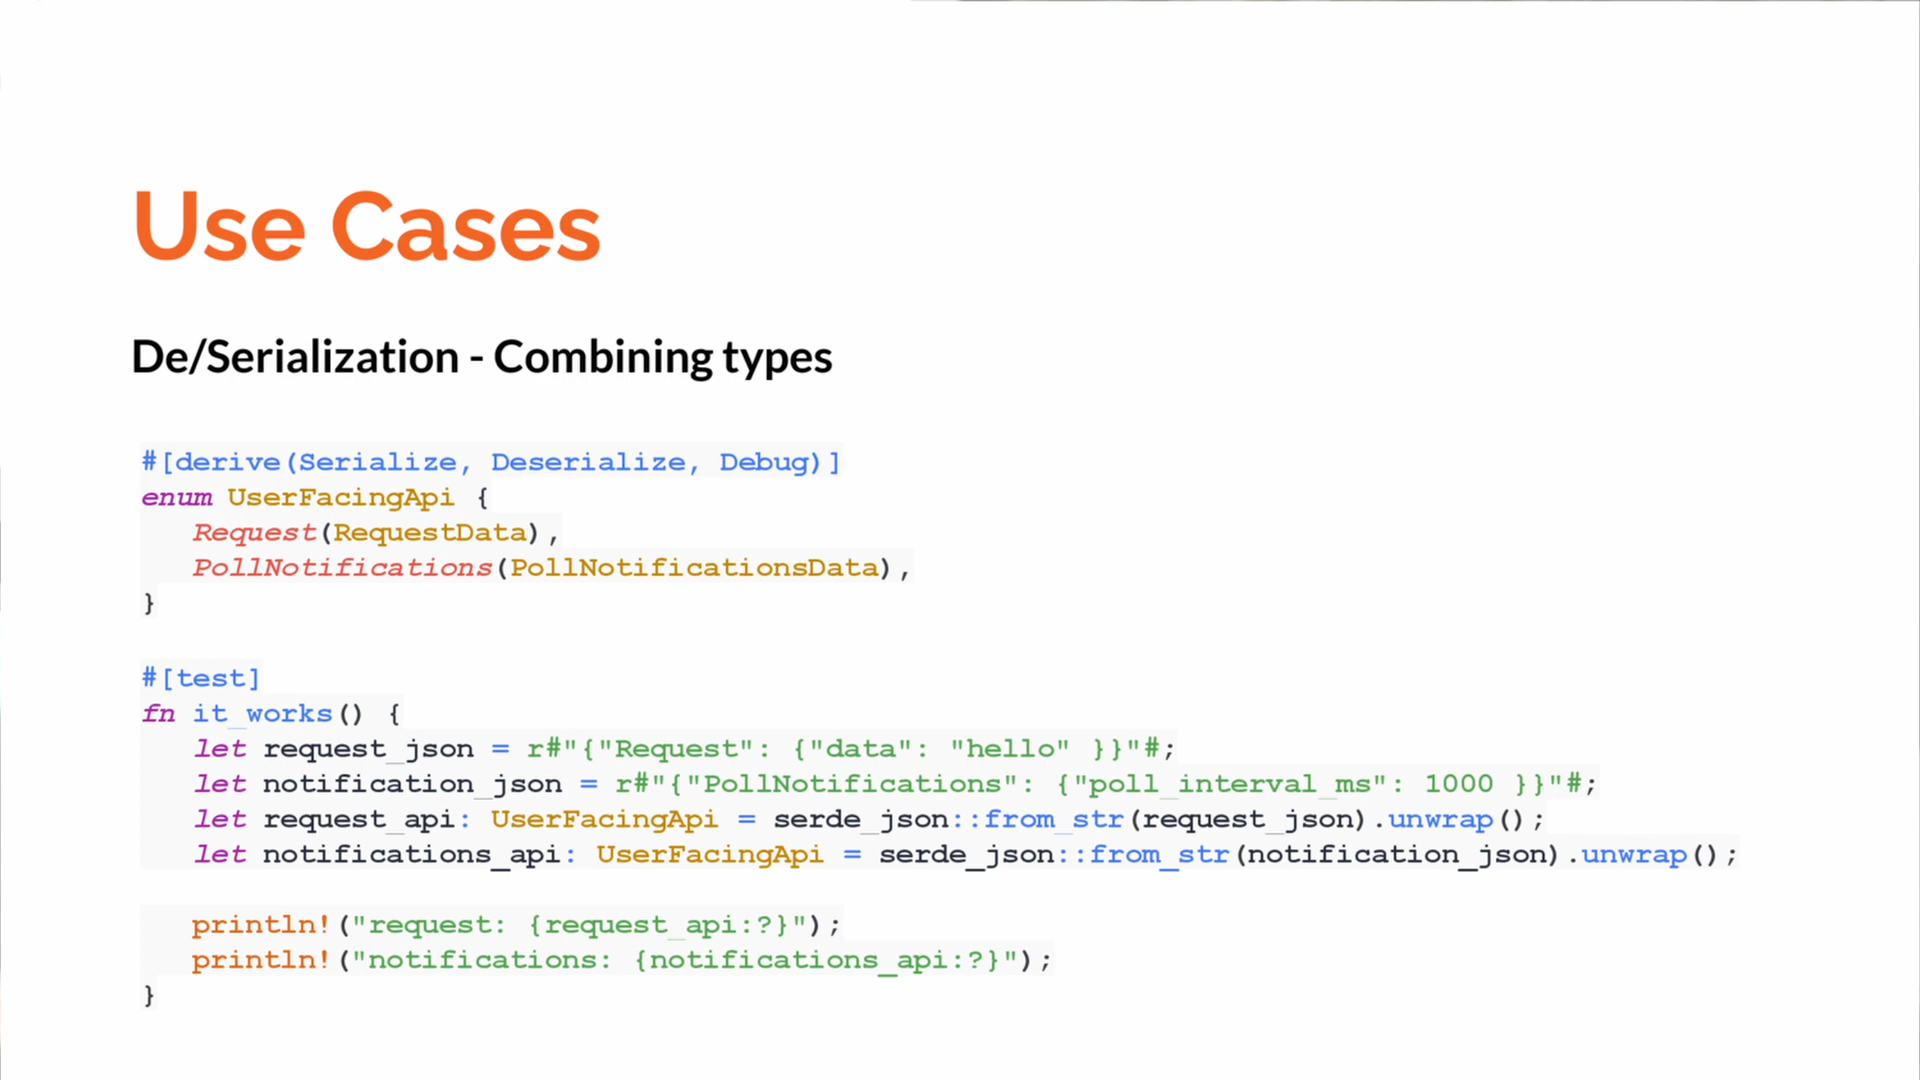 Use Cases
De/Serialization - Combining types
#[derive(Serialize, Deserialize, Debug)]
enum UserFacingApi {
    Request(RequestData),
    PollNotifications(PollNotificationsData),
}
#[test]
fn it_works() {
    let request_json = r#"{"Request": {"data": "hello" }}"#;
    let notification_json = r#"{"PollNotifications": {"poll_interval_ms": 1000 }}"#;
    let request_api: UserFacingApi = serde_json::from_str(request_json).unwrap();
    let notifications_api: UserFacingApi = serde_json::from_str(notification_json).unwrap();
    println!("request: {request_api:?}");
    println!("notifications: {notifications_api:?}");
}